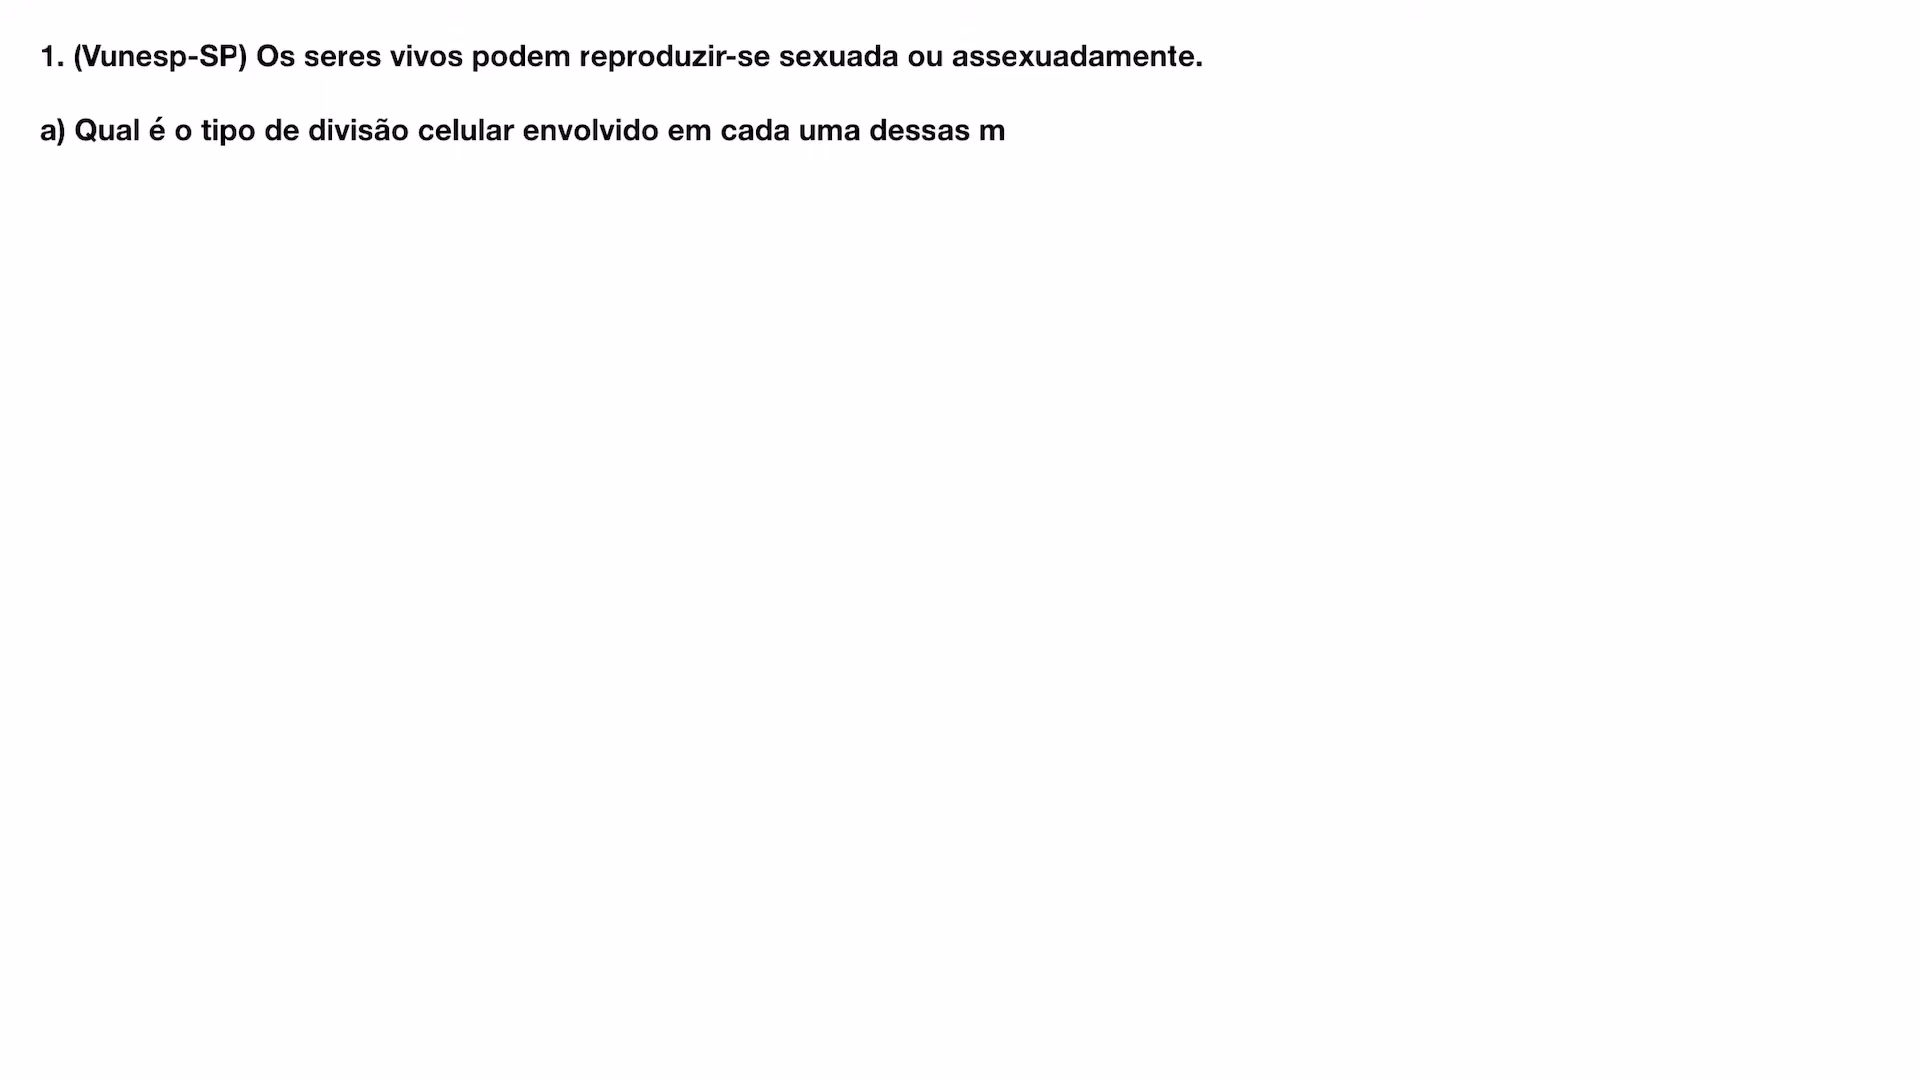 1. (Vunesp-SP) Os seres vivos podem reproduzir-se sexuada ou assexuadamente.
a) Qual é o tipo de divisão celular envolvido em cada uma dessas m